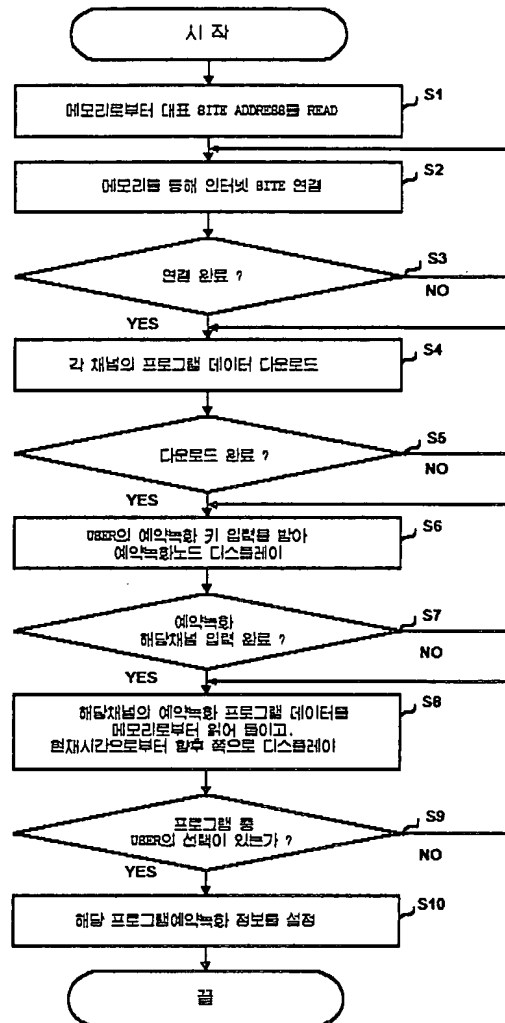 시 작
메모리로부터 대표 SITE ADDRESS를 READ
S1
메모리를 통해 인터넷 SITE 연결
S2
연결 완료 ?
S3
NO
YES
각 채널의 프로그램 데이터 다운로드
S4
다운로드 완료 ?
S5
NO
YES
USER의 예약녹화 키 입력을 받아
예약녹화모드 디스플레이
S6
예약녹화
해당채널 입력 완료 ?
S7
NO
YES
해당채널의 예약녹화 프로그램 데이터를
메모리로부터 읽어 들이고,
현재시간으로부터 향후 쪽으로 디스플레이
S8
프로그램 중
USER의 선택이 있는가 ?
S9
NO
YES
해당 프로그램예약녹화 정보를 설정
S10
끝